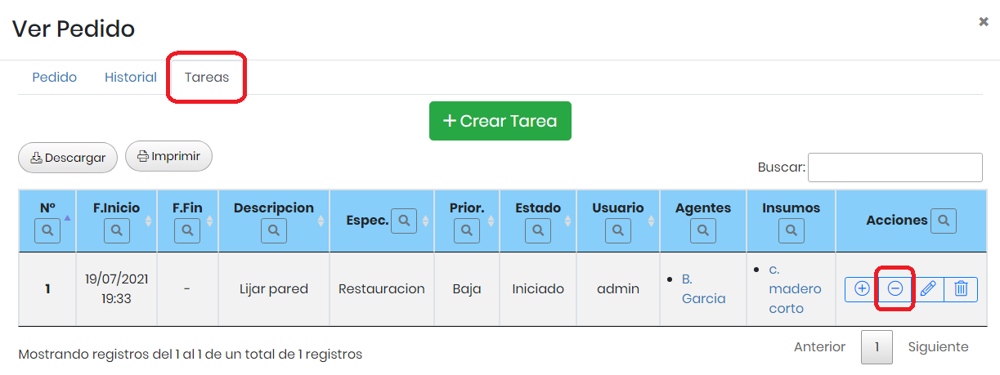 Ver Pedido
Pedido Historial Tareas
+ Crear Tarea
Descargar Imprimir
Buscar:
Nº F.Inicio F.Fin Descripcion Espec. Prior. Estado Usuario Agentes Insumos Acciones
1 19/07/2021 19:33 - Lijar pared Restauracion Baja Iniciado admin • B. Garcia • c. madero corto
Mostrando registros del 1 al 1 de un total de 1 registros
Anterior 1 Siguiente